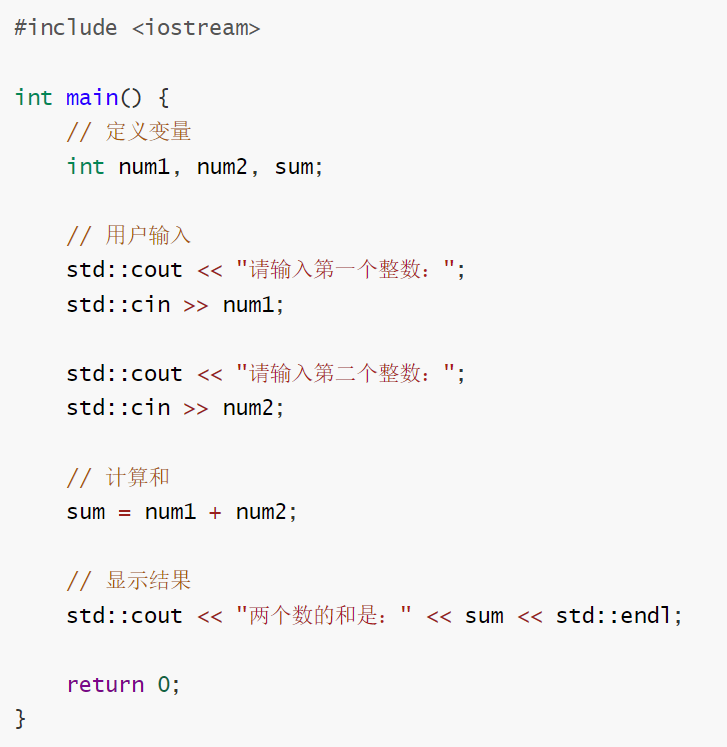 #include <iostream>

int main() {
    // 定义变量
    int num1, num2, sum;

    // 用户输入
    std::cout << "请输入第一个整数：";
    std::cin >> num1;

    std::cout << "请输入第二个整数：";
    std::cin >> num2;

    // 计算和
    sum = num1 + num2;

    // 显示结果
    std::cout << "两个数的和是：" << sum << std::endl;

    return 0;
}